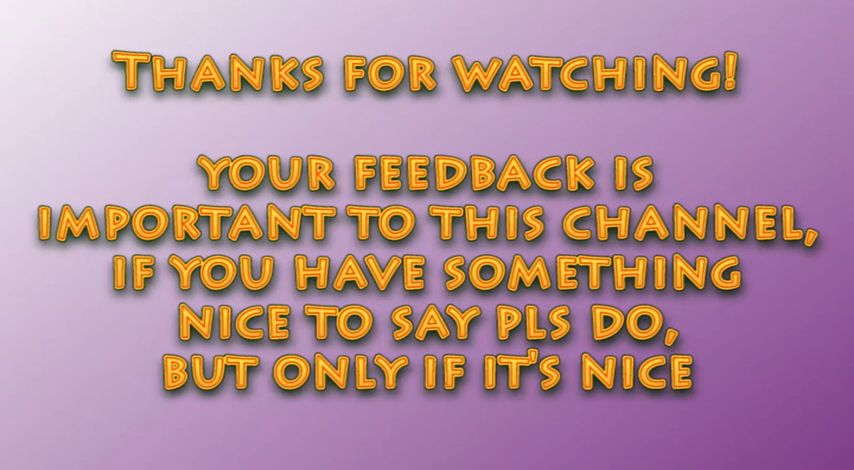 THANKS FOR WATCHING!
YOUR FEEDBACK IS
IMPORTANT TO THIS CHANNEL,
IF YOU HAVE SOMETHING
NICE TO SAY PLS DO,
BUT ONLY IF IT'S NICE